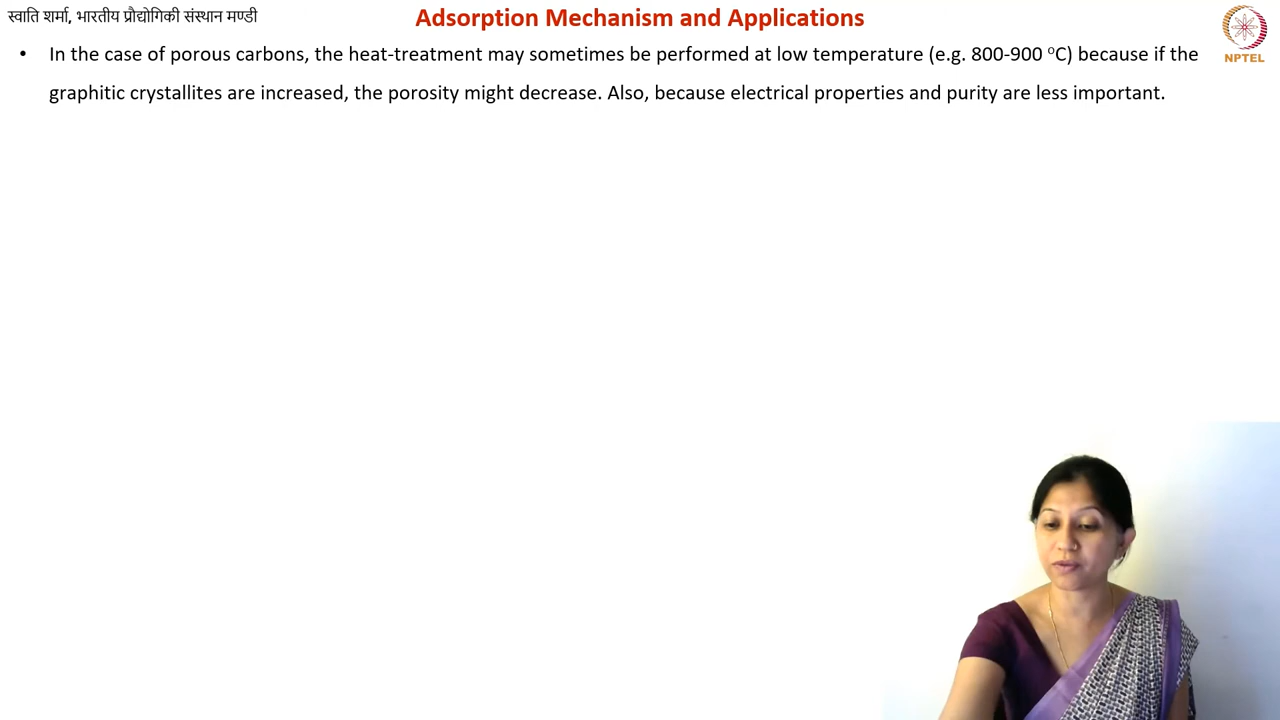 स्वाति शर्मा, भारतीय प्रौद्योगिकी संस्थान मण्डी
Adsorption Mechanism and Applications
NPTEL
• In the case of porous carbons, the heat-treatment may sometimes be performed at low temperature (e.g. 800-900 °C) because if the
graphitic crystallites are increased, the porosity might decrease. Also, because electrical properties and purity are less important.